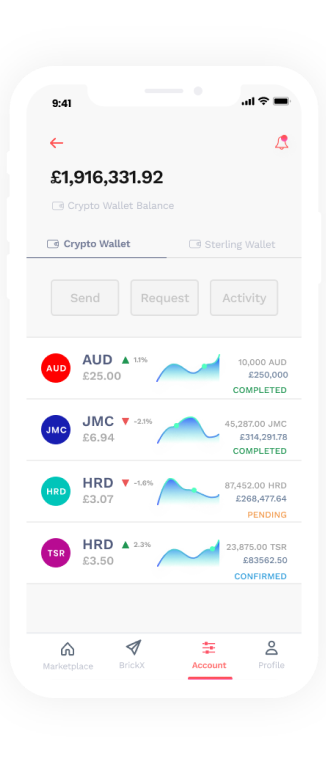 9:41
£1,916,331.92
Crypto Wallet Balance
Crypto Wallet
Sterling Wallet
Send
Request
Activity
AUD
AUD
1.1%
£25.00
10,000 AUD
£250,000
COMPLETED
JMC
JMC
-2.1%
£6.94
45,287.00 JMC
£314,291.78
COMPLETED
HRD
HRD
-1.6%
£3.07
87,452.00 HRD
£268,477.64
PENDING
TSR
HRD
2.3%
£3.50
23,875.00 TSR
£83562.50
CONFIRMED
Marketplace
BrickX
Account
Profile